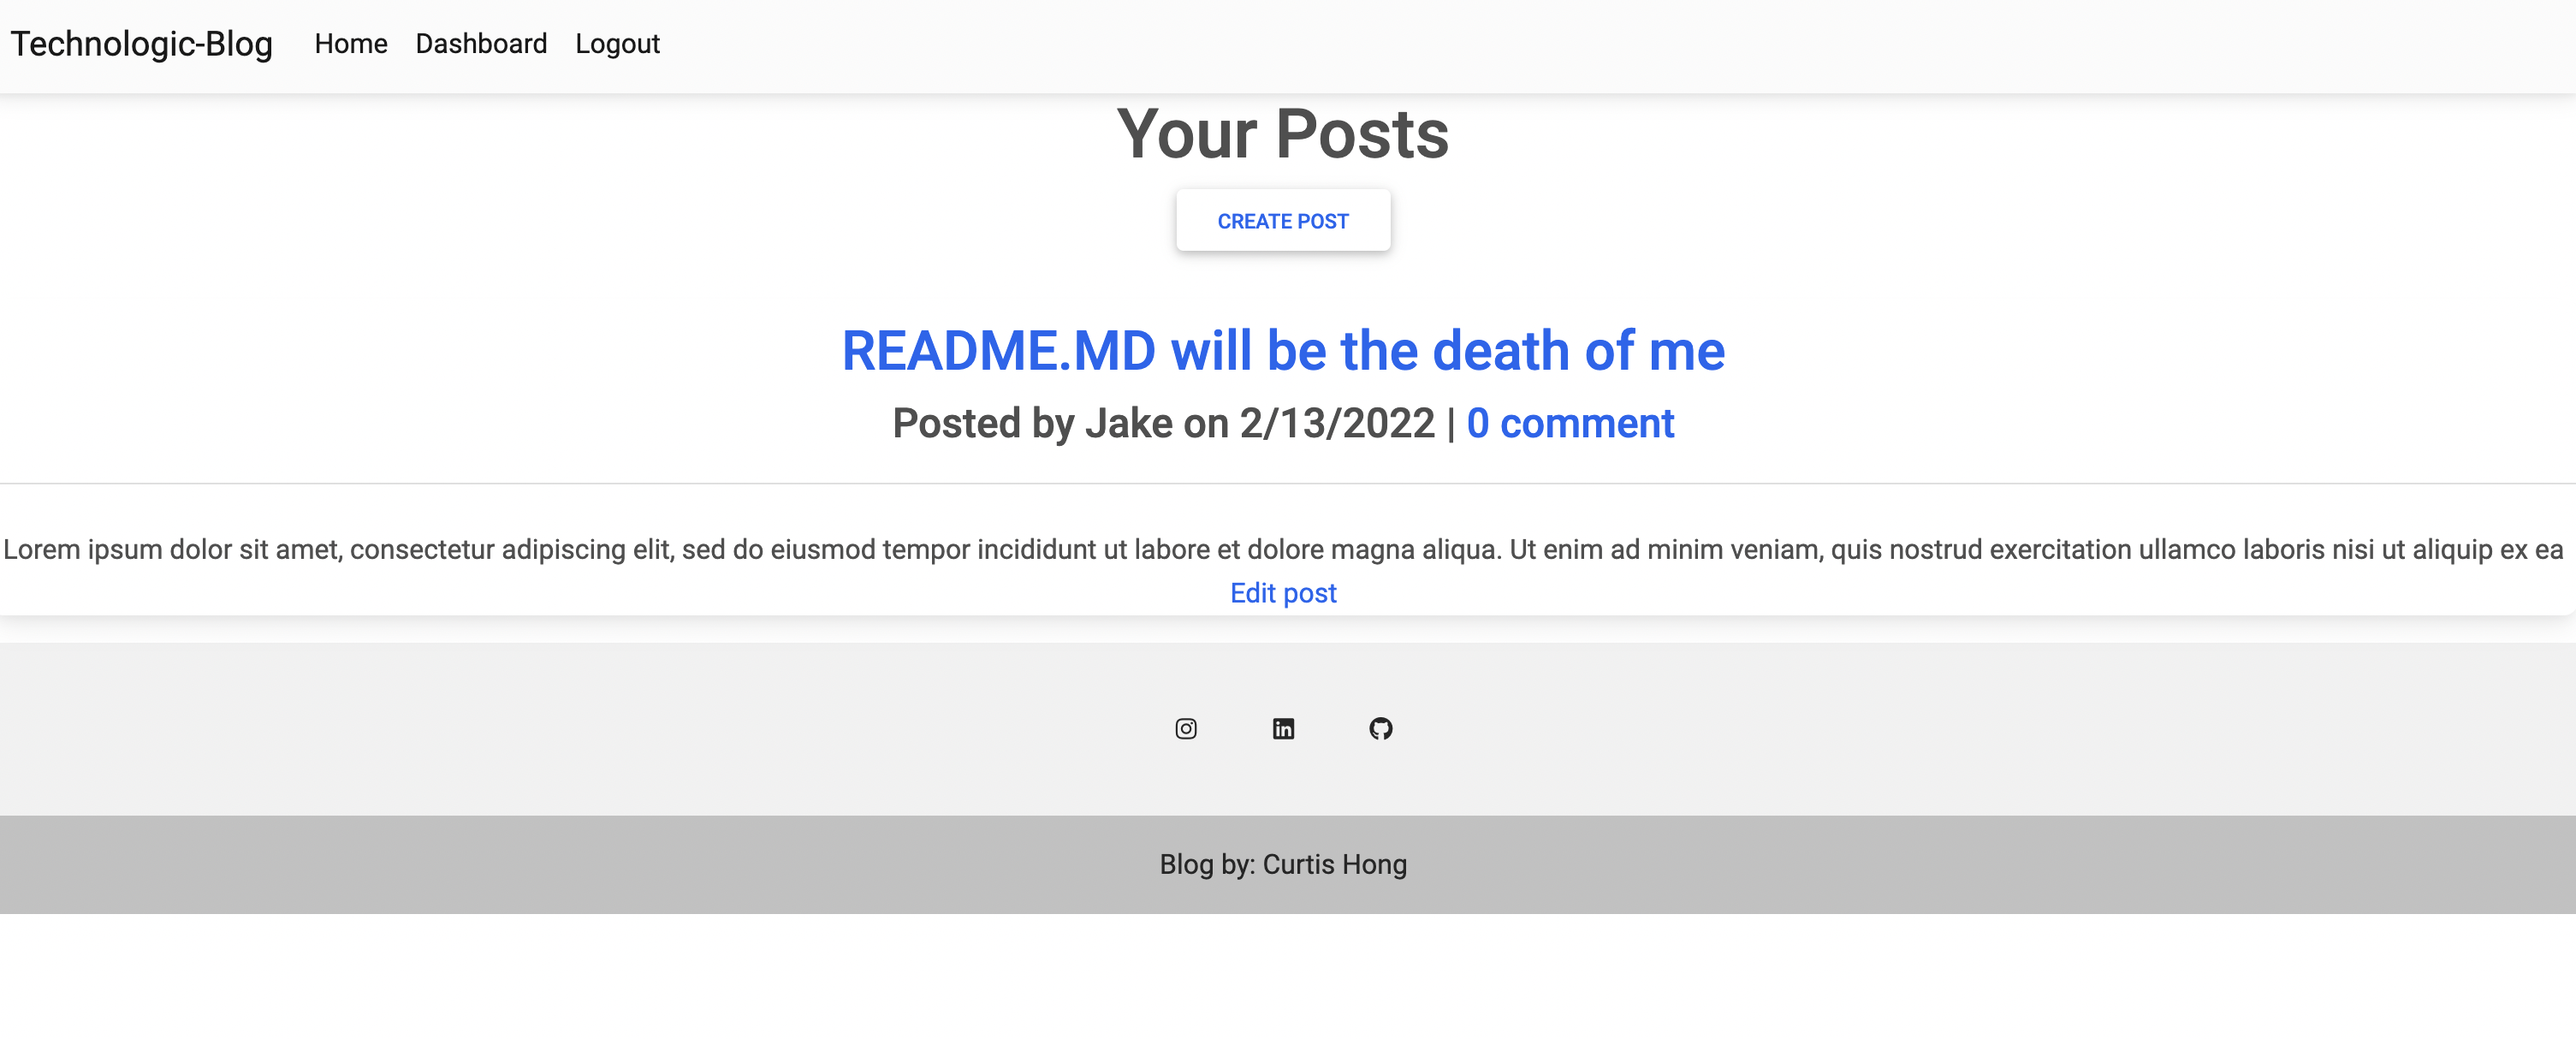 Technologic-Blog Home Dashboard Logout
Your Posts
CREATE POST
README.MD will be the death of me
Posted by Jake on 2/13/2022 | 0 comment
Lorem ipsum dolor sit amet, consectetur adipiscing elit, sed do eiusmod tempor incididunt ut labore et dolore magna aliqua. Ut enim ad minim veniam, quis nostrud exercitation ullamco laboris nisi ut aliquip ex ea
Edit post
in
Blog by: Curtis Hong